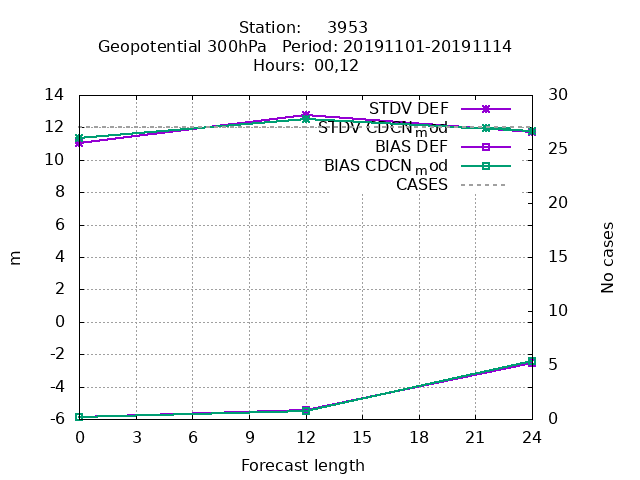 Station: 3953
Geopotential 300hPa Period: 20191101-20191114
Hours: 00,12
14
12
10
8
6
4
2
0
-2
-4
-6
m
STDV DEF
STDV CDCNmod
BIAS DEF
BIAS CDCNmod
CASES
30
25
20
15
10
5
0
No cases
0 3 6 9 12 15 18 21 24
Forecast length